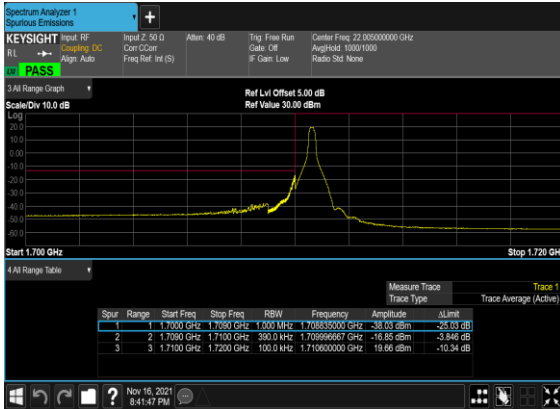 Spectrum Analyzer 1
Spurious Emissions
KEYSIGHT Input: RF Input Z: 50 Ω Atten: 40 dB Trig: Free Run Center Freq: 22.005000000 GHz
RL Coupling: DC Corr CCorr Gate: Off Avg|Hold: 1000/1000
Align: Auto Freq Ref: Int (S) IF Gain: Low Radio Std: None
PASS
3 All Range Graph
Ref Lvl Offset 5.00 dB
Scale/Div 10.0 dB Ref Value 30.00 dBm
Log
20.0
10.0
0.00
-10.0
-20.0
-30.0
-40.0
-50.0
-60.0
Start 1.700 GHz Stop 1.720 GH
4 All Range Table
Measure Trace Trace 1
Trace Type Trace Average (Active)
Spur Range Start Freq Stop Freq RBW Frequency Amplitude ΔLimit
1 1 1.7000 GHz 1.7090 GHz 1.000 MHz 1.708835000 GHz -38.03 dBm -25.03 dB
2 2 1.7090 GHz 1.7100 GHz 390.0 kHz 1.709996667 GHz -16.85 dBm -3.846 dB
3 3 1.7100 GHz 1.7200 GHz 100.0 kHz 1.710600000 GHz 19.66 dBm -10.34 dB
? Nov 16, 2021
8:41:47 PM